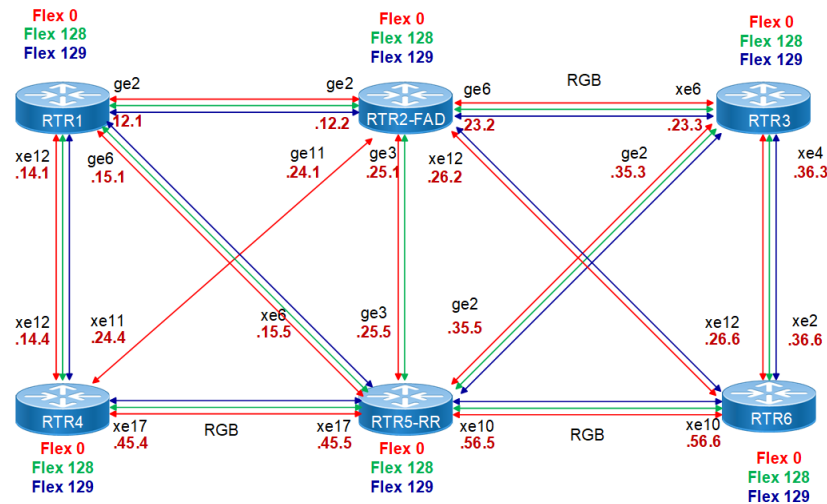 Flex 0
Flex 128
Flex 129
Flex 0
Flex 128
Flex 129
Flex 0
Flex 128
Flex 129
ge2
ge2
ge6
RGB
xe6
RTR1
12.1
.12.2
RTR2-FAD
.23.2
.23.3
RTR3
xe12
.14.1
ge6
.15.1
ge11
.24.1
ge3
.25.1
xe12
.26.2
ge2
.35.3
xe4
.36.3
xe12
.14.4
xe11
.24.4
xe6
.15.5
ge3
.25.5
ge2
.35.5
xe12
.26.6
xe2
.36.6
RTR4
xe17
.45.4
RGB
xe17
.45.5
RTR5-RR
xe10
.56.5
RGB
xe10
.56.6
RTR6
Flex 0
Flex 128
Flex 129
Flex 0
Flex 128
Flex 129
Flex 0
Flex 128
Flex 129